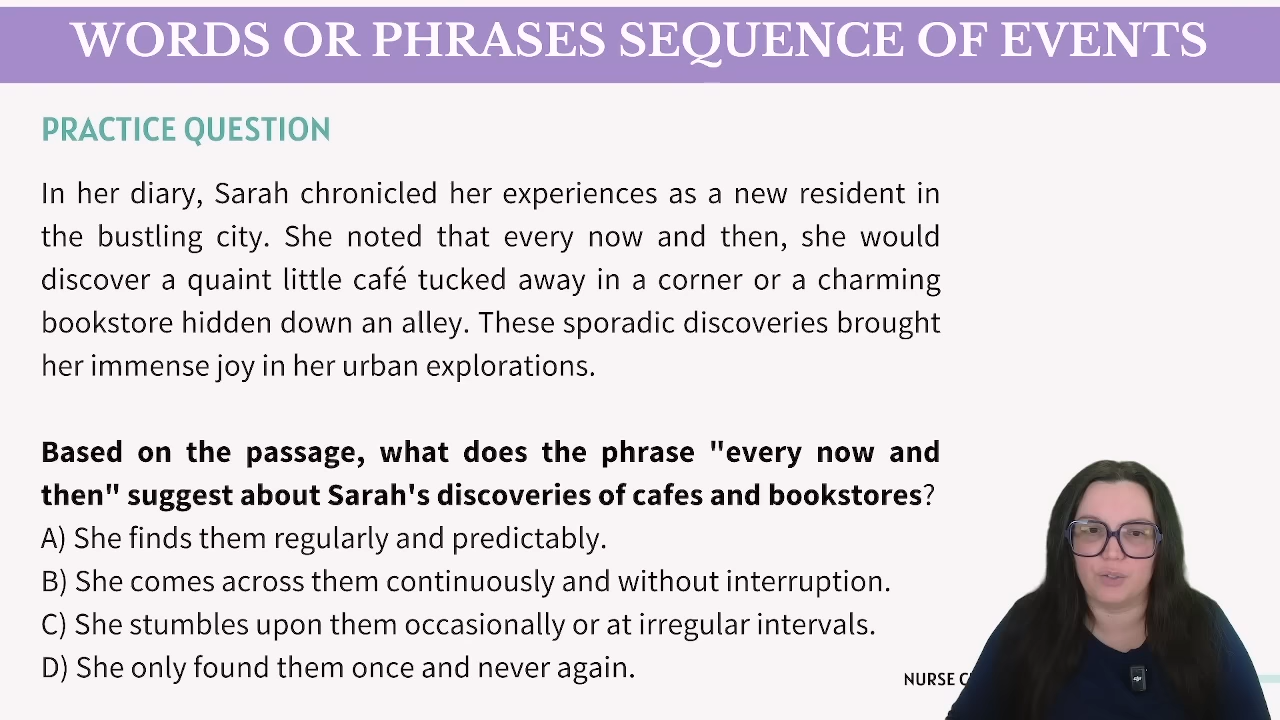 WORDS OR PHRASES SEQUENCE OF EVENTS
PRACTICE QUESTION
In her diary, Sarah chronicled her experiences as a new resident in
the bustling city. She noted that every now and then, she would
discover a quaint little café tucked away in a corner or a charming
bookstore hidden down an alley. These sporadic discoveries brought
her immense joy in her urban explorations.
Based on the passage, what does the phrase "every now and
then" suggest about Sarah's discoveries of cafes and bookstores?
A) She finds them regularly and predictably.
B) She comes across them continuously and without interruption.
C) She stumbles upon them occasionally or at irregular intervals.
D) She only found them once and never again.
NURSE